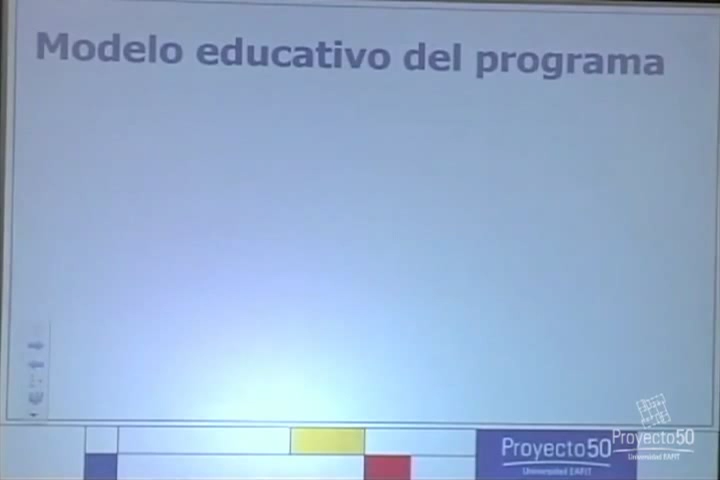 Modelo educativo del programa
Proyecto50
Universidad EAFIT
Proyecto50
Universidad EAFIT